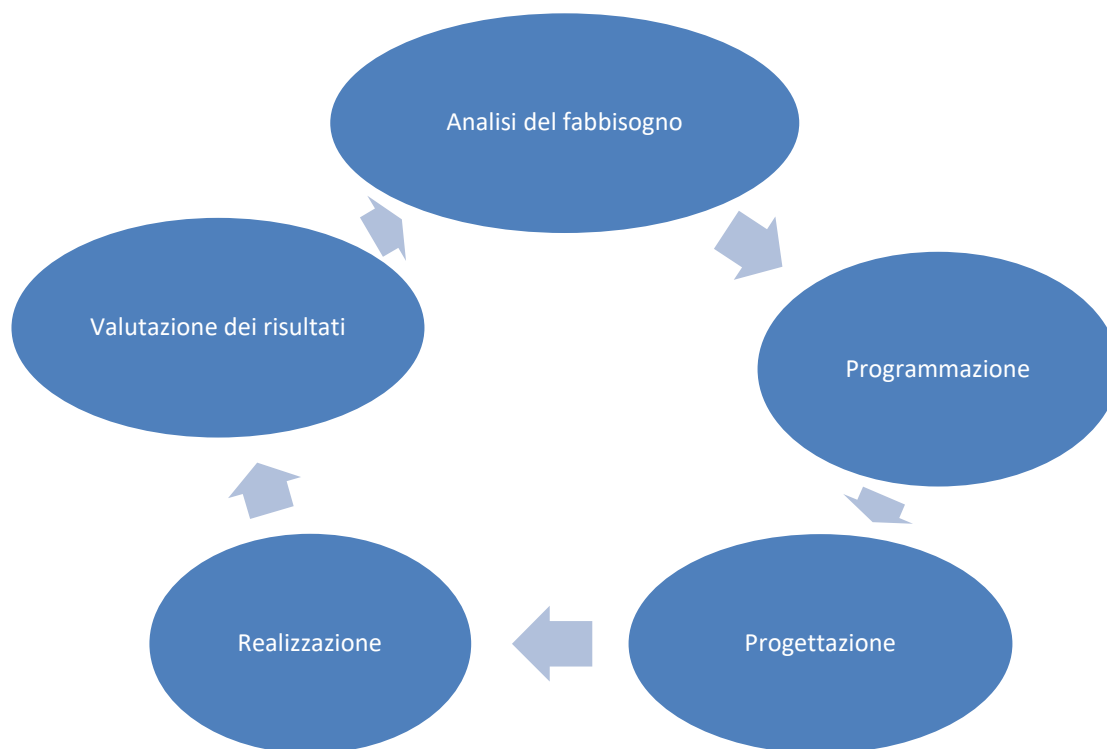 Analisi del fabbisogno
Programmazione
Progettazione
Realizzazione
Valutazione dei risultati